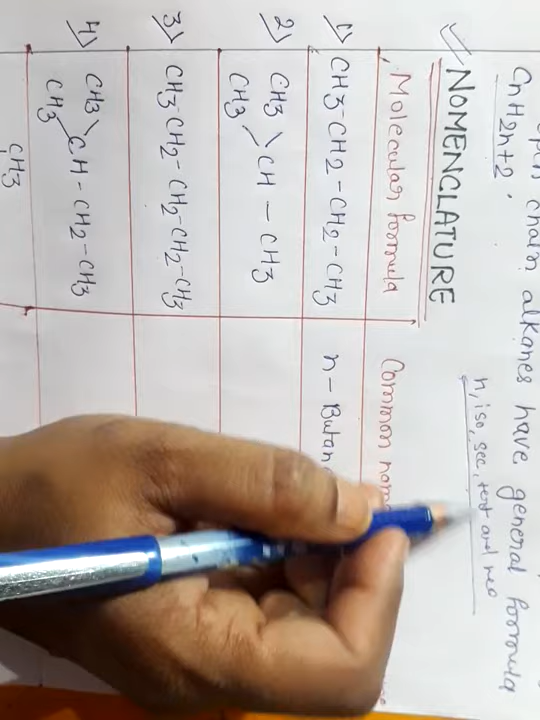 open chain alkanes have general formula
CnH2n+2.
n, iso, sec, tert and neo
NOMENCLATURE
Molecular formula Common name
1) CH3-CH2-CH2-CH3 n-Butan
2) CH3
CH3 > CH-CH3
3) CH3CH2-CH2-CH2-CH3
4) CH3
CH3 > CH-CH2-CH3
CH3